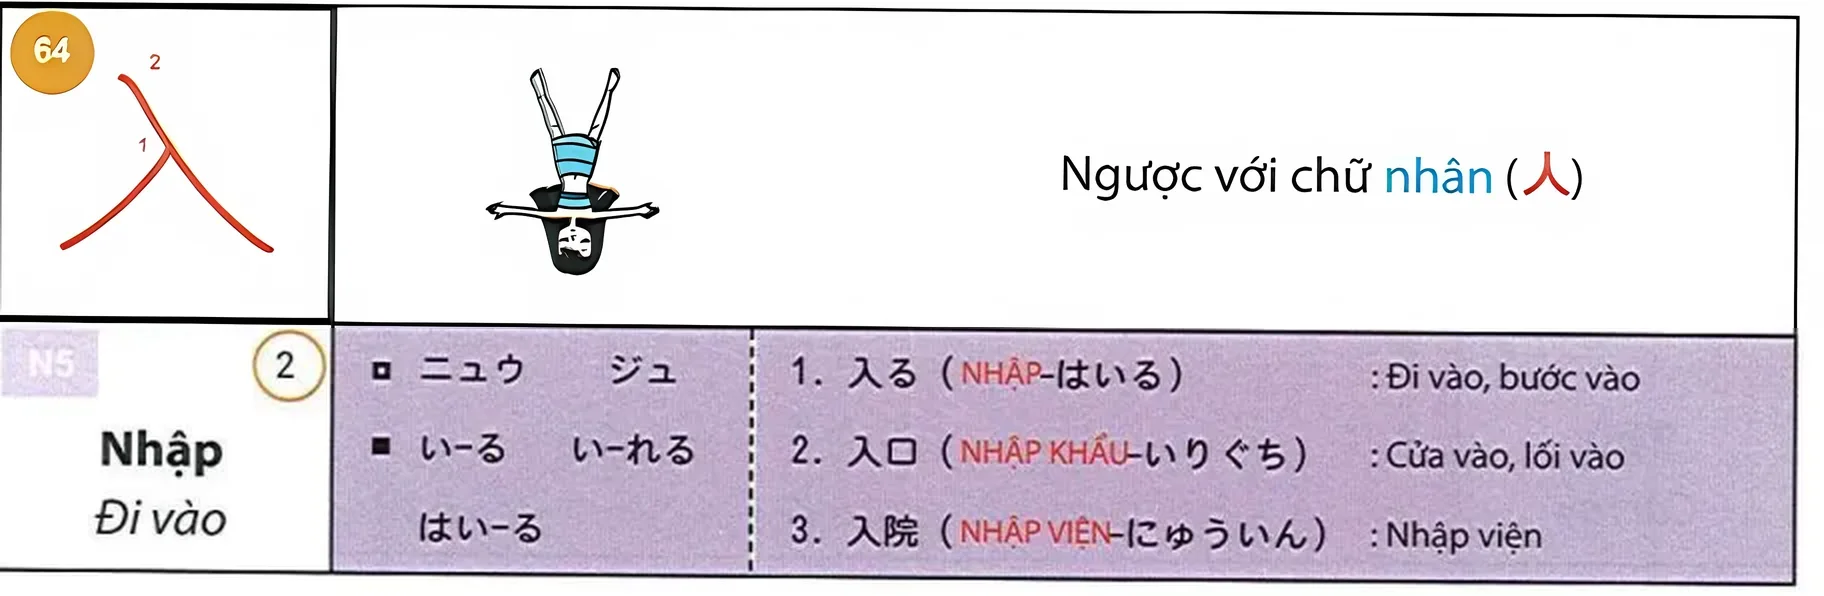 64
2
1
入
Ngược với chữ nhân (人)
N5
2
Nhập
Đi vào
ニュウ ジュ
い-る い-れる
はい-る
1. 入る (NHẬP-はいる) : Đi vào, bước vào
2. 入口 (NHẬP KHẨU-いりぐち) : Cửa vào, lối vào
3. 入院 (NHẬP VIỆN-にゅういん) : Nhập viện